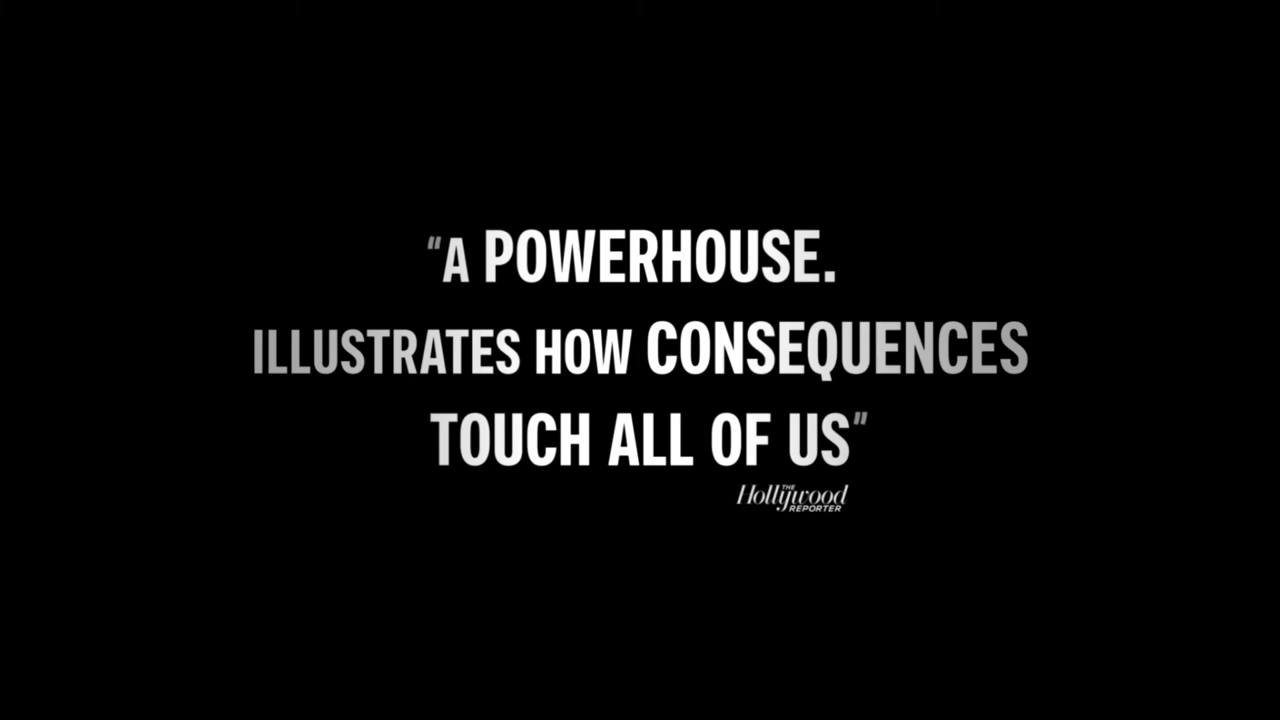 "A POWERHOUSE.
ILLUSTRATES HOW CONSEQUENCES
TOUCH ALL OF US"
THE
Hollywood
REPORTER